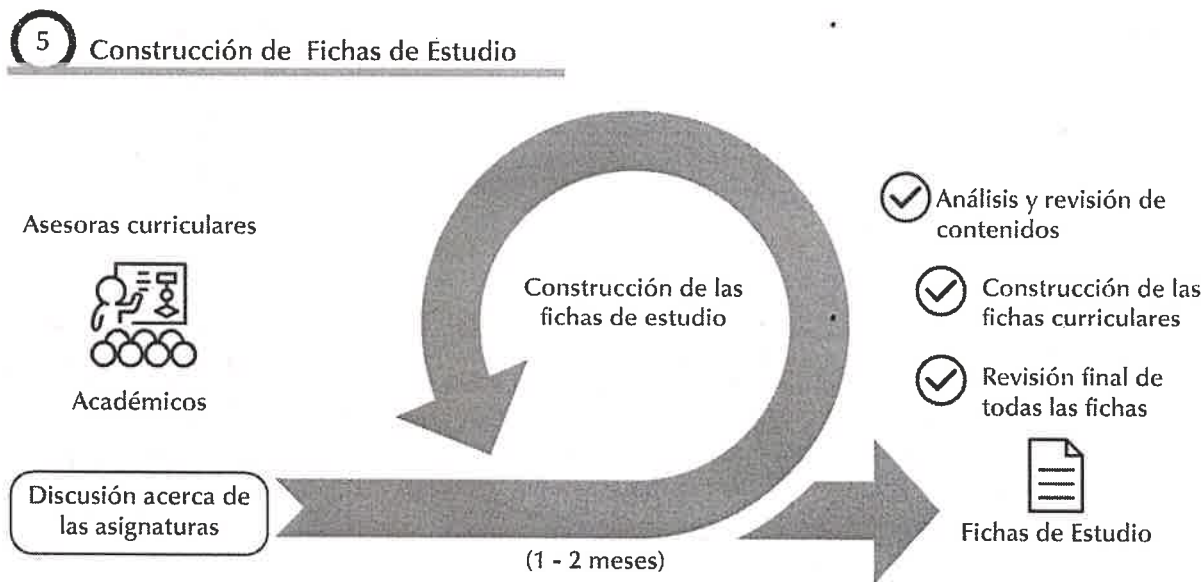 5
Construcción de Fichas de Estudio
Asesoras curriculares
Académicos
Discusión acerca de
las asignaturas
Construcción de las
fichas de estudio
(1 - 2 meses)
Análisis y revisión de
contenidos
Construcción de las
fichas curriculares
Revisión final de
todas las fichas
Fichas de Estudio